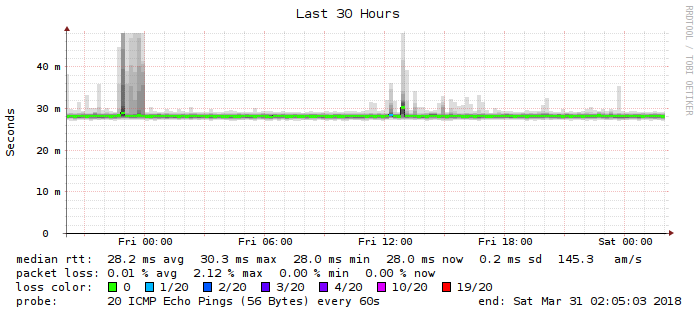 Last 30 Hours
RRDTOOL / TOBI OETIKER
Seconds
40 m
30 m
20 m
10 m
0
Fri 00:00 Fri 06:00 Fri 12:00 Fri 18:00 Sat 00:00
median rtt: 28.2 ms avg 30.3 ms max 28.0 ms min 28.0 ms now 0.2 ms sd 145.3 am/s
packet loss: 0.01 % avg 2.12 % max 0.00 % min 0.00 % now
loss color: 0 1/20 2/20 3/20 4/20 10/20 19/20
probe: 20 ICMP Echo Pings (56 Bytes) every 60s end: Sat Mar 31 02:05:03 2018